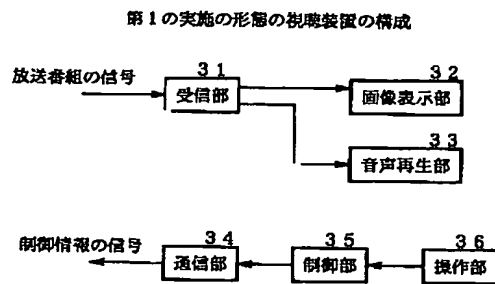 第1の実施の形態の視聴装置の構成
放送番組の信号
31
受信部
32
画像表示部
33
音声再生部
制御情報の信号
34
通信部
35
制御部
36
操作部